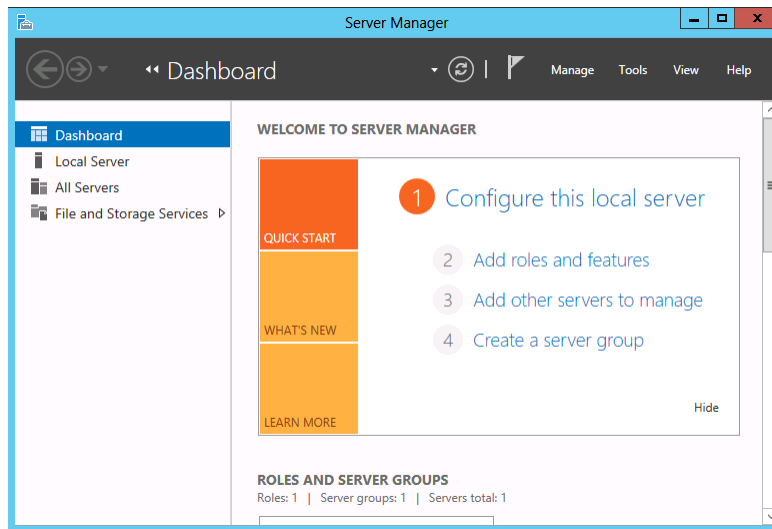 Server Manager
Dashboard
Manage Tools View Help
Dashboard
Local Server
All Servers
File and Storage Services
WELCOME TO SERVER MANAGER
QUICK START
WHAT'S NEW
LEARN MORE
1 Configure this local server
2 Add roles and features
3 Add other servers to manage
4 Create a server group
Hide
ROLES AND SERVER GROUPS
Roles: 1 | Server groups: 1 | Servers total: 1